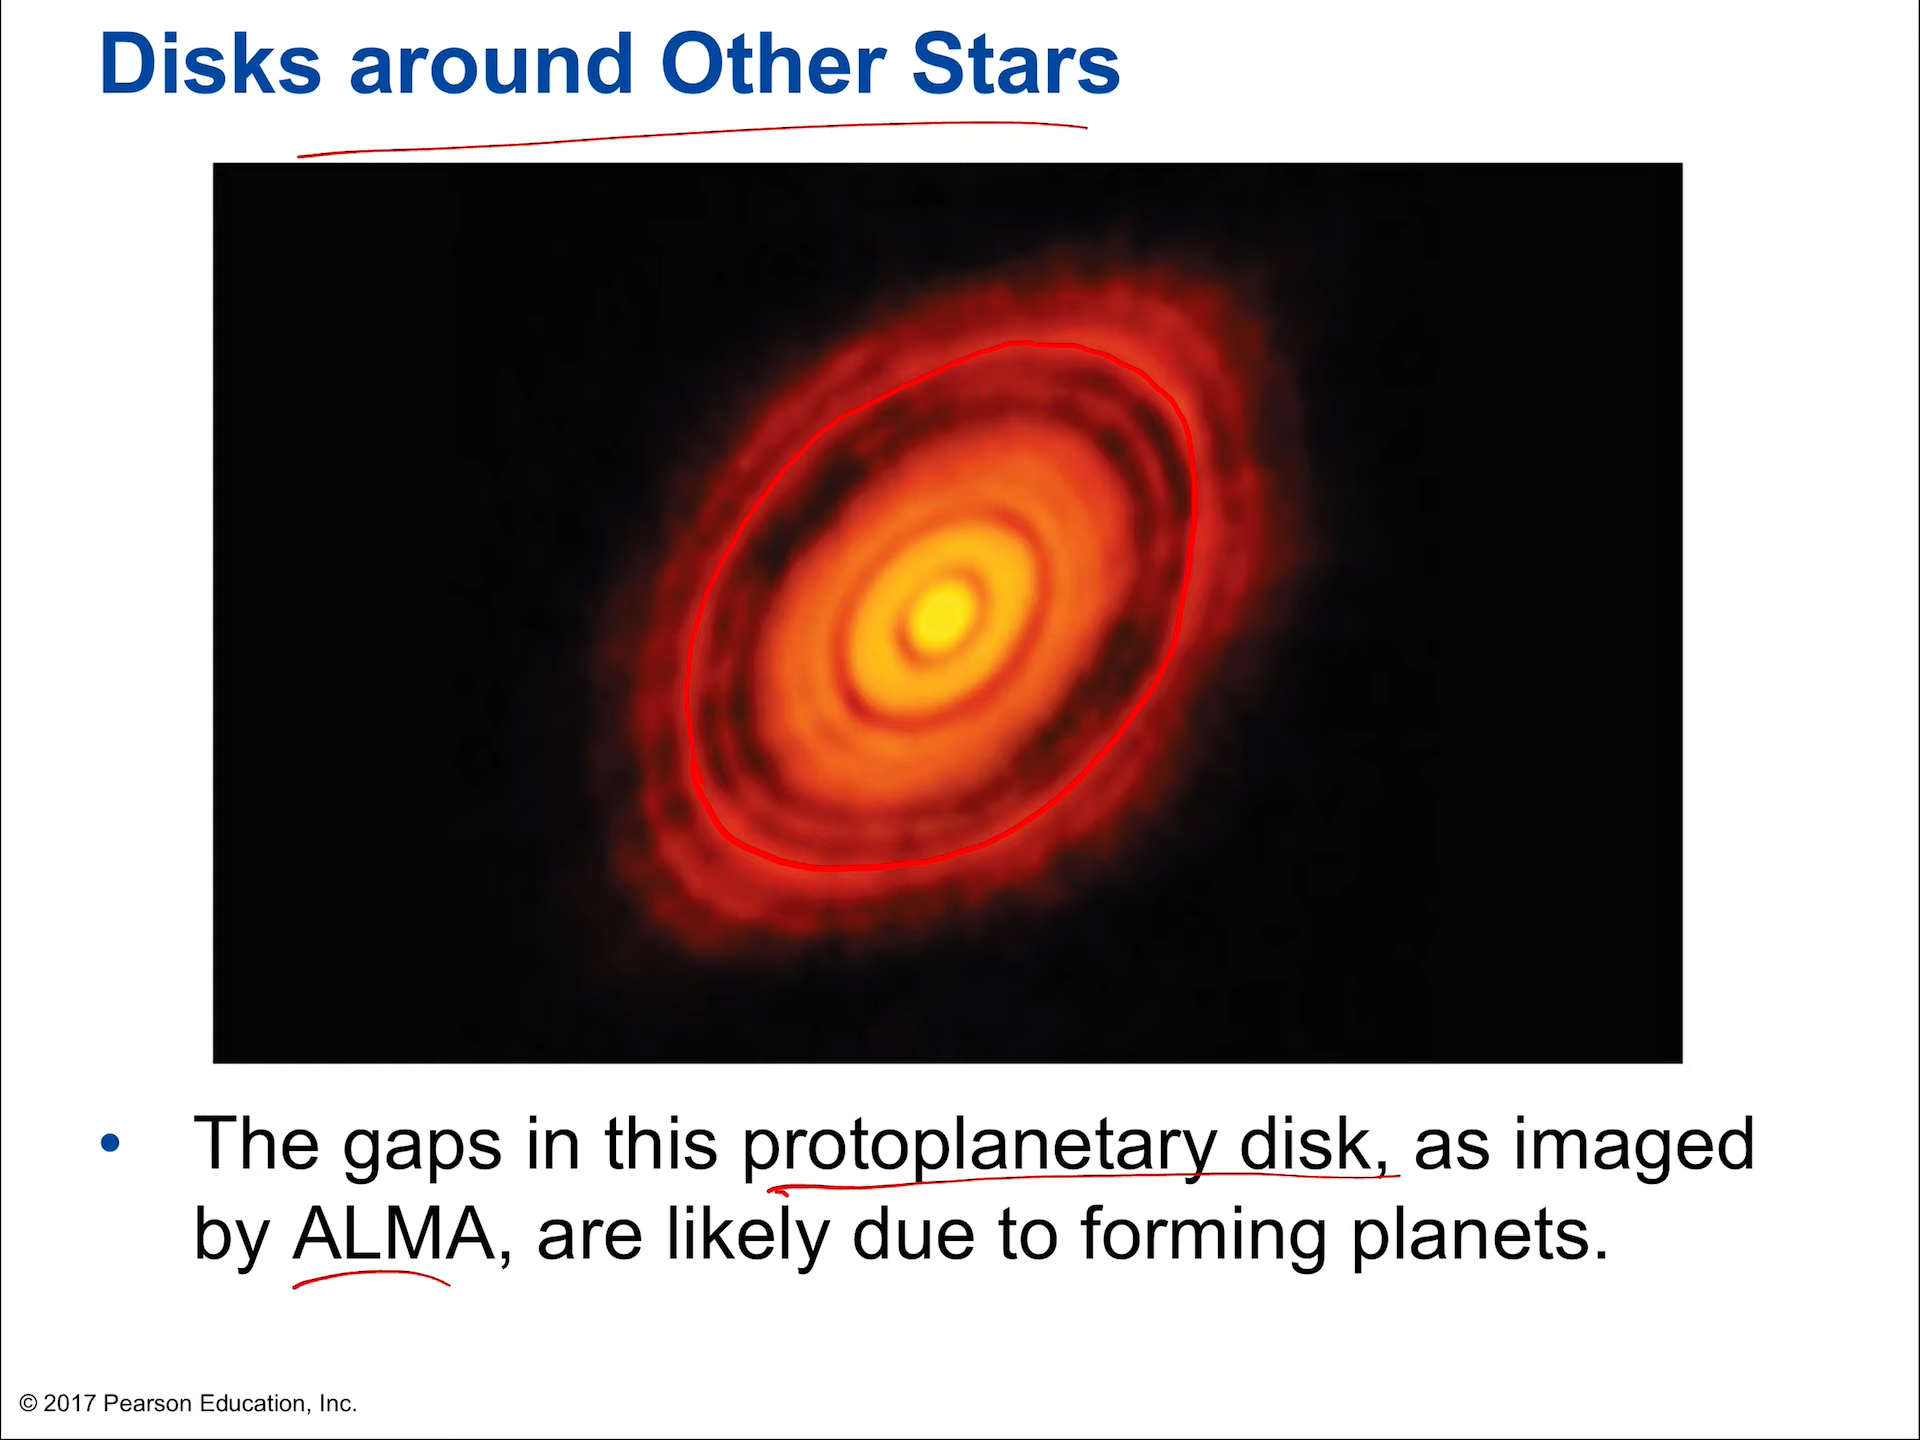 Disks around Other Stars
• The gaps in this protoplanetary disk, as imaged
by ALMA, are likely due to forming planets.
© 2017 Pearson Education, Inc.